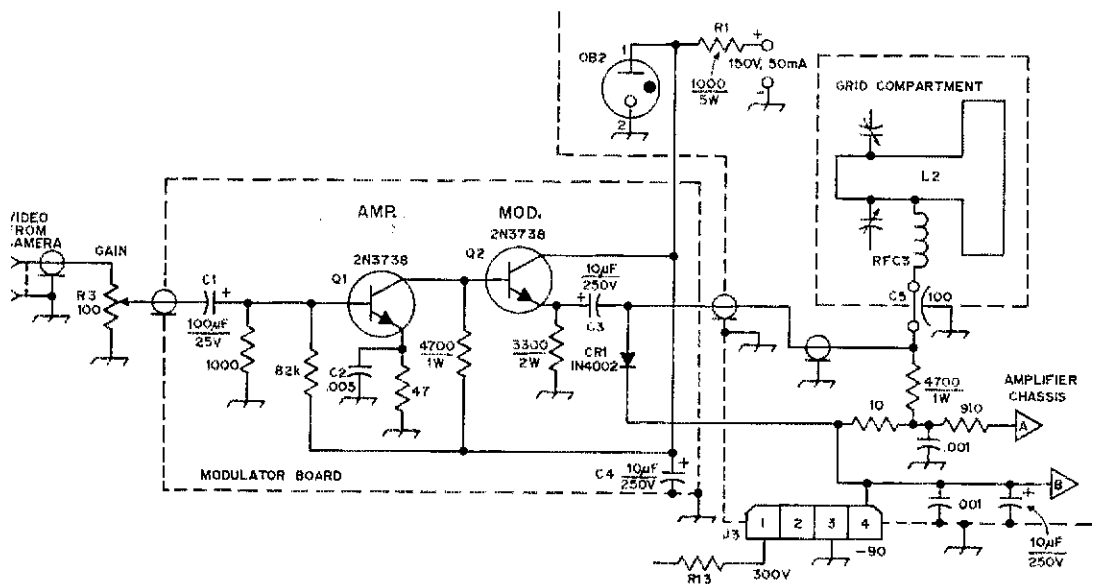 OB2
1
2
R1
1000
5W
+
150V, 50mA
-
GRID COMPARTMENT
L2
RFC3
C5
100
AMP.
MOD.
2N3738
Q2
2N3738
Q1
VIDEO
FROM
CAMERA
GAIN
R3
100
C1
+
100µF
25V
1000
82k
C2
.005
47
4700
1W
3300
2W
10µF
250V
+
C3
CR1
1N4002
4700
1W
10
910
AMPLIFIER
CHASSIS
A
.001
B
MODULATOR BOARD
C4
10µF
250V
+
.001
+
10µF
250V
J3
1
2
3
4
-90
R13
300V